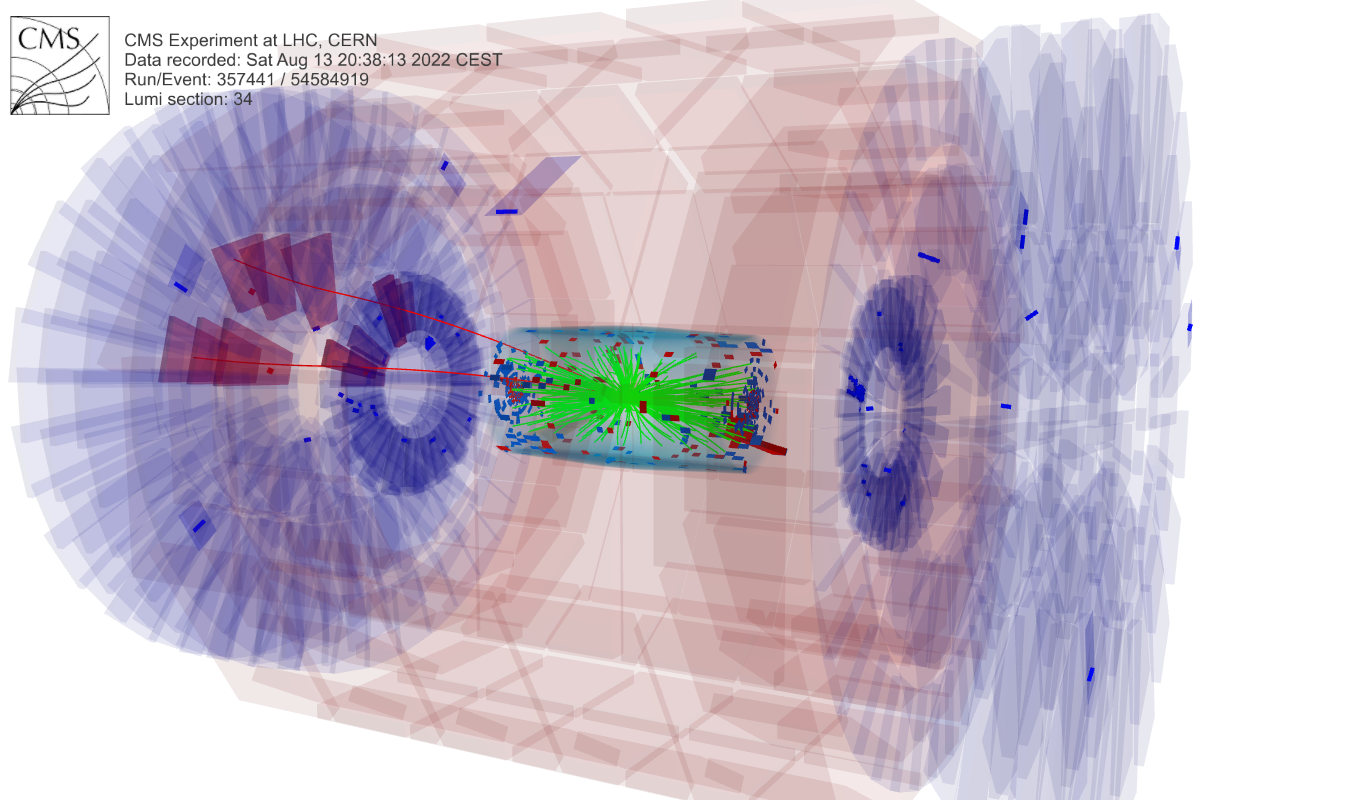 CMS
CMS Experiment at LHC, CERN
Data recorded: Sat Aug 13 20:38:13 2022 CEST
Run/Event: 357441 / 54584919
Lumi section: 34